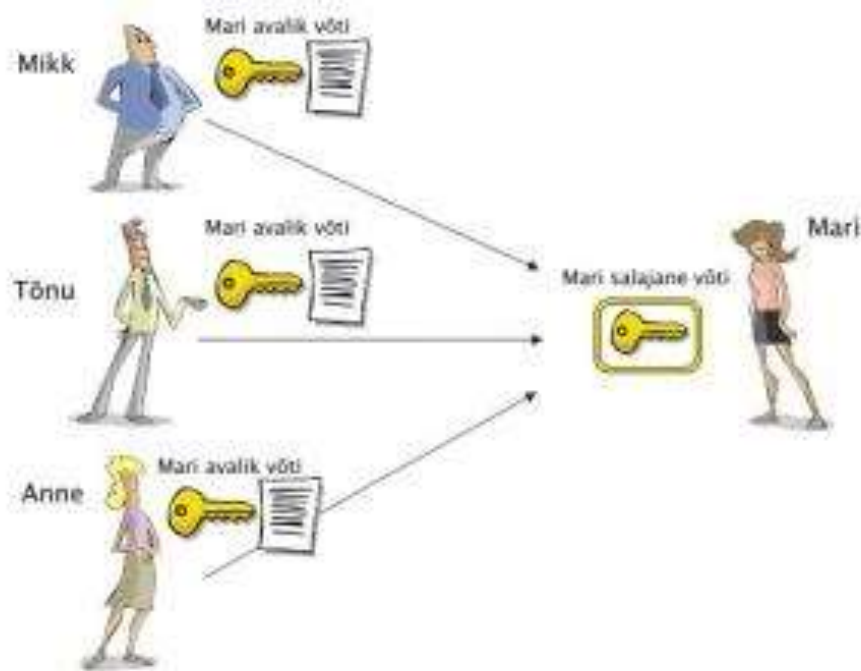 Mari avalik võti
Mikk
Mari avalik võti
Tõnu
Mari
Mari salajane võti
Mari avalik võti
Anne